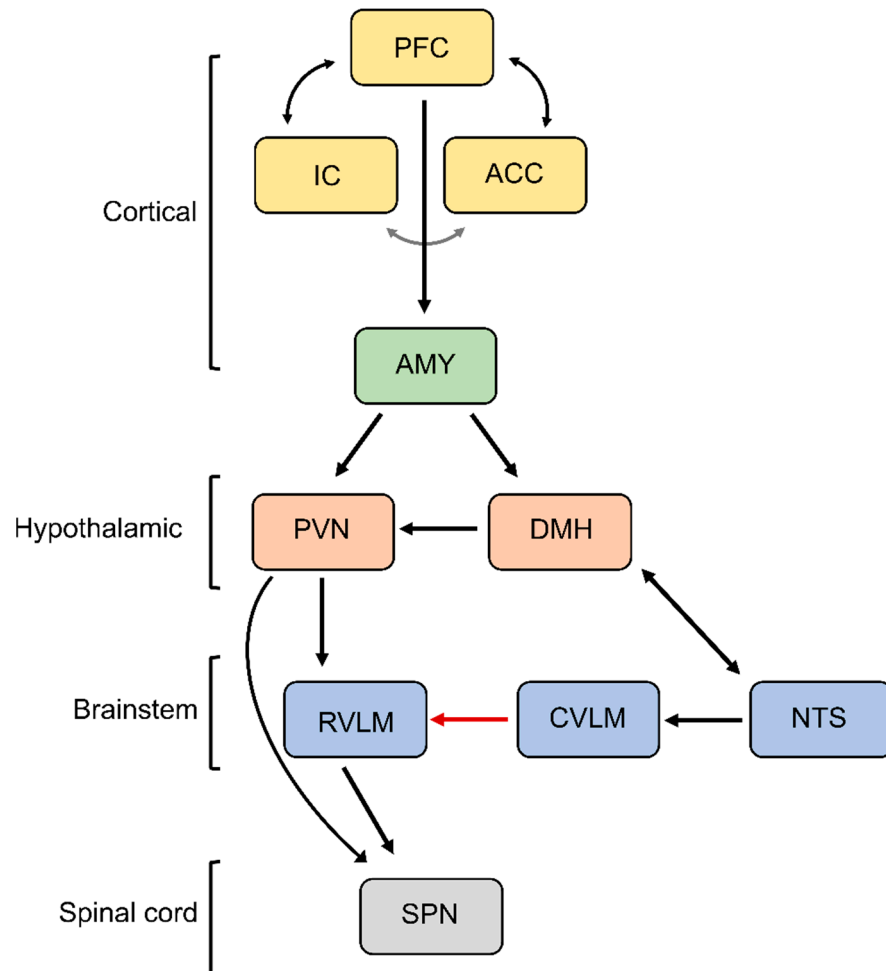 PFC
IC
ACC
Cortical
AMY
Hypothalamic
PVN
DMH
Brainstem
RVLM
CVLM
NTS
Spinal cord
SPN